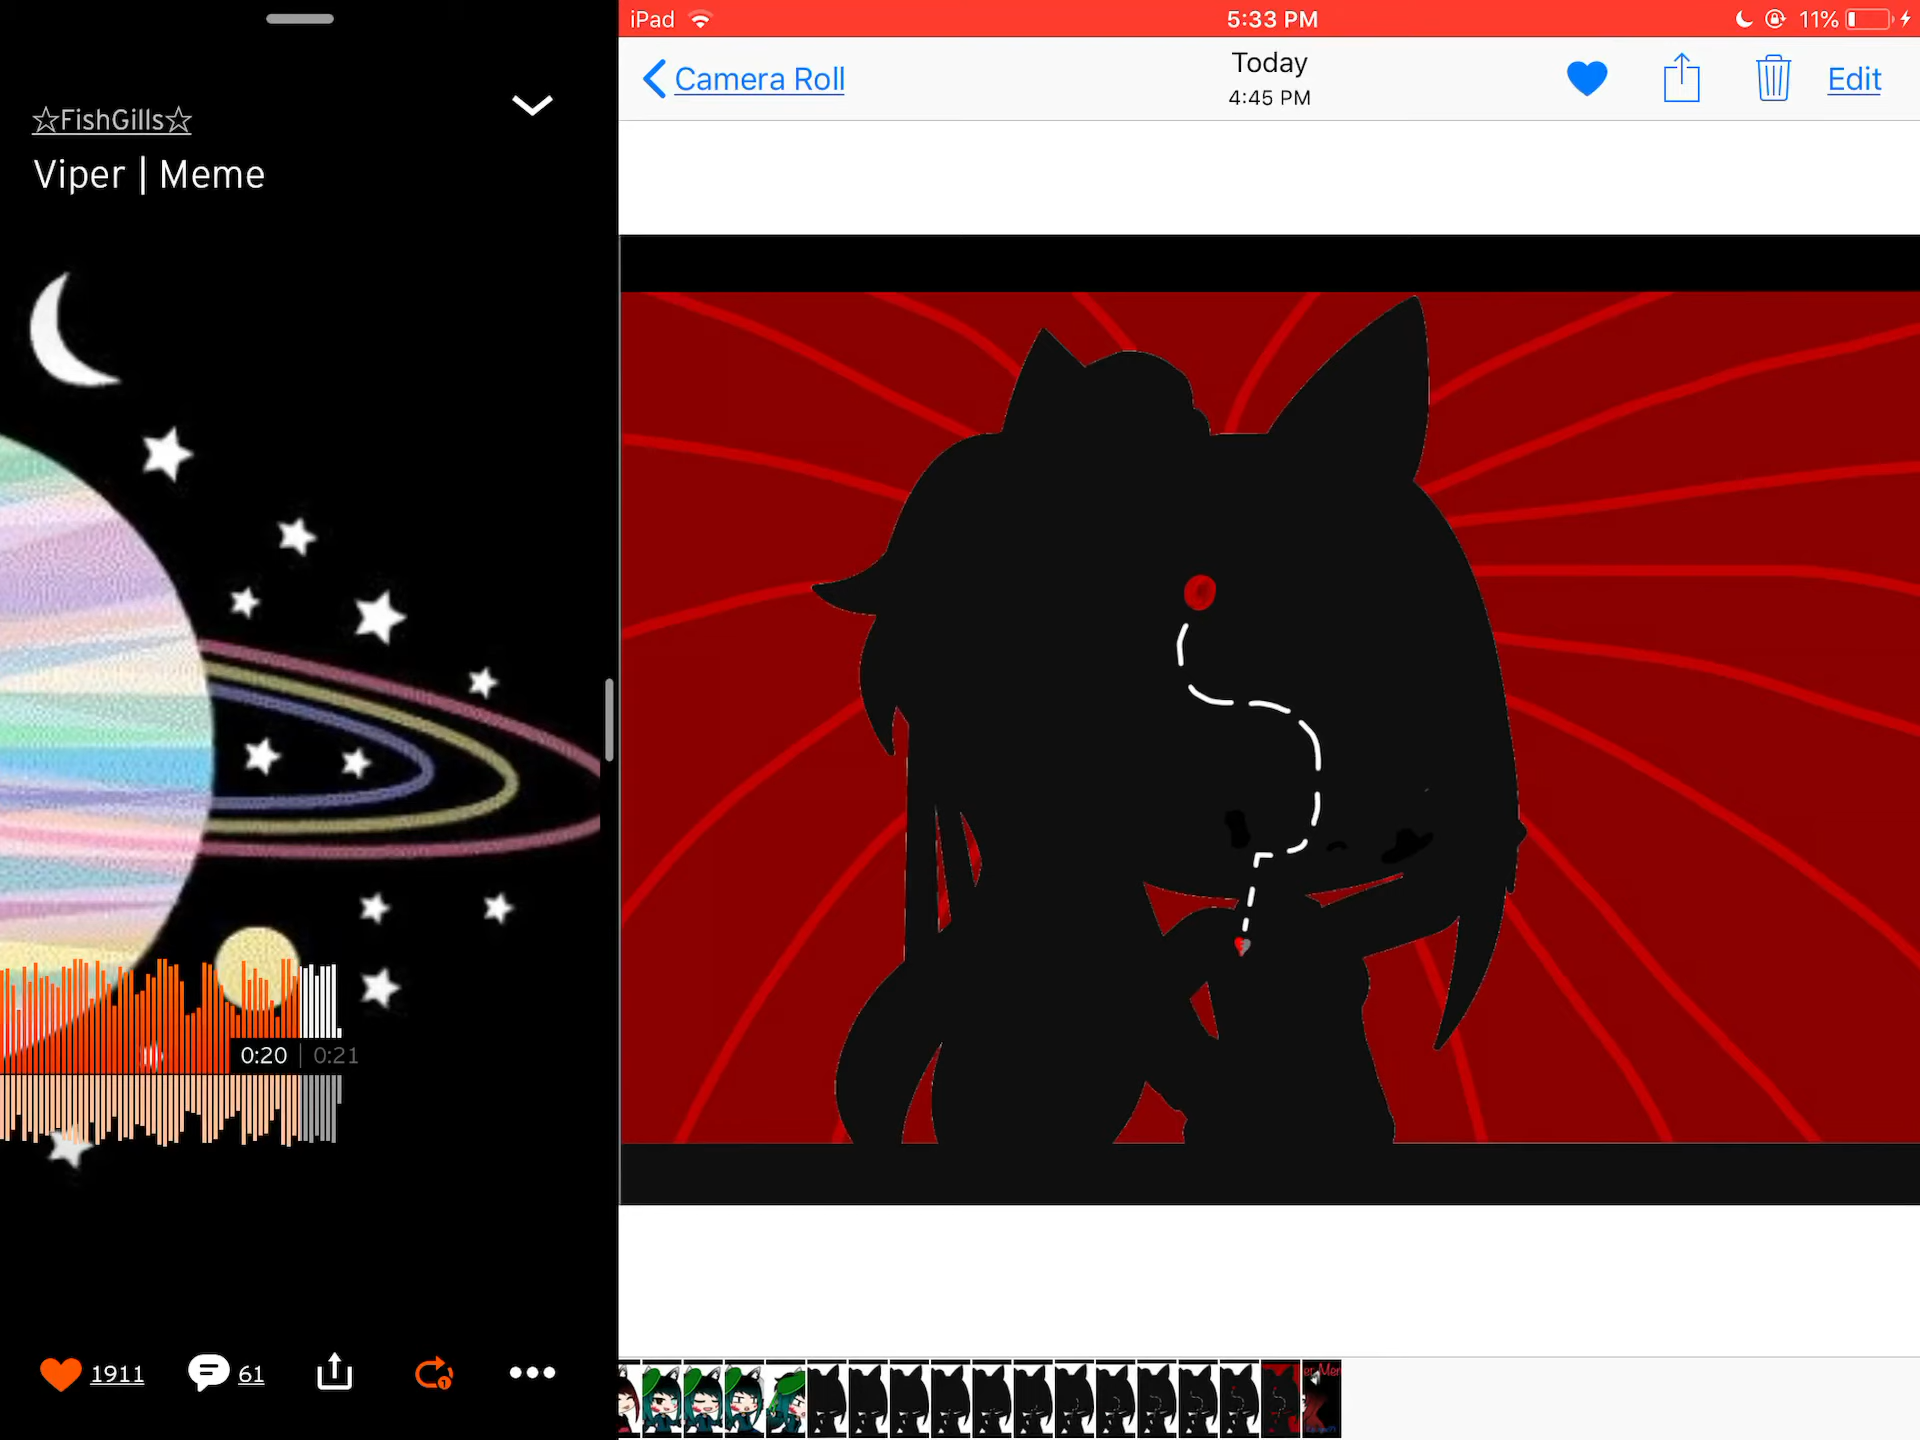 ☆FishGills☆
Viper | Meme
0:20 | 0:21
1911
61
1
iPad
5:33 PM
11%
Camera Roll
Today
4:45 PM
Edit